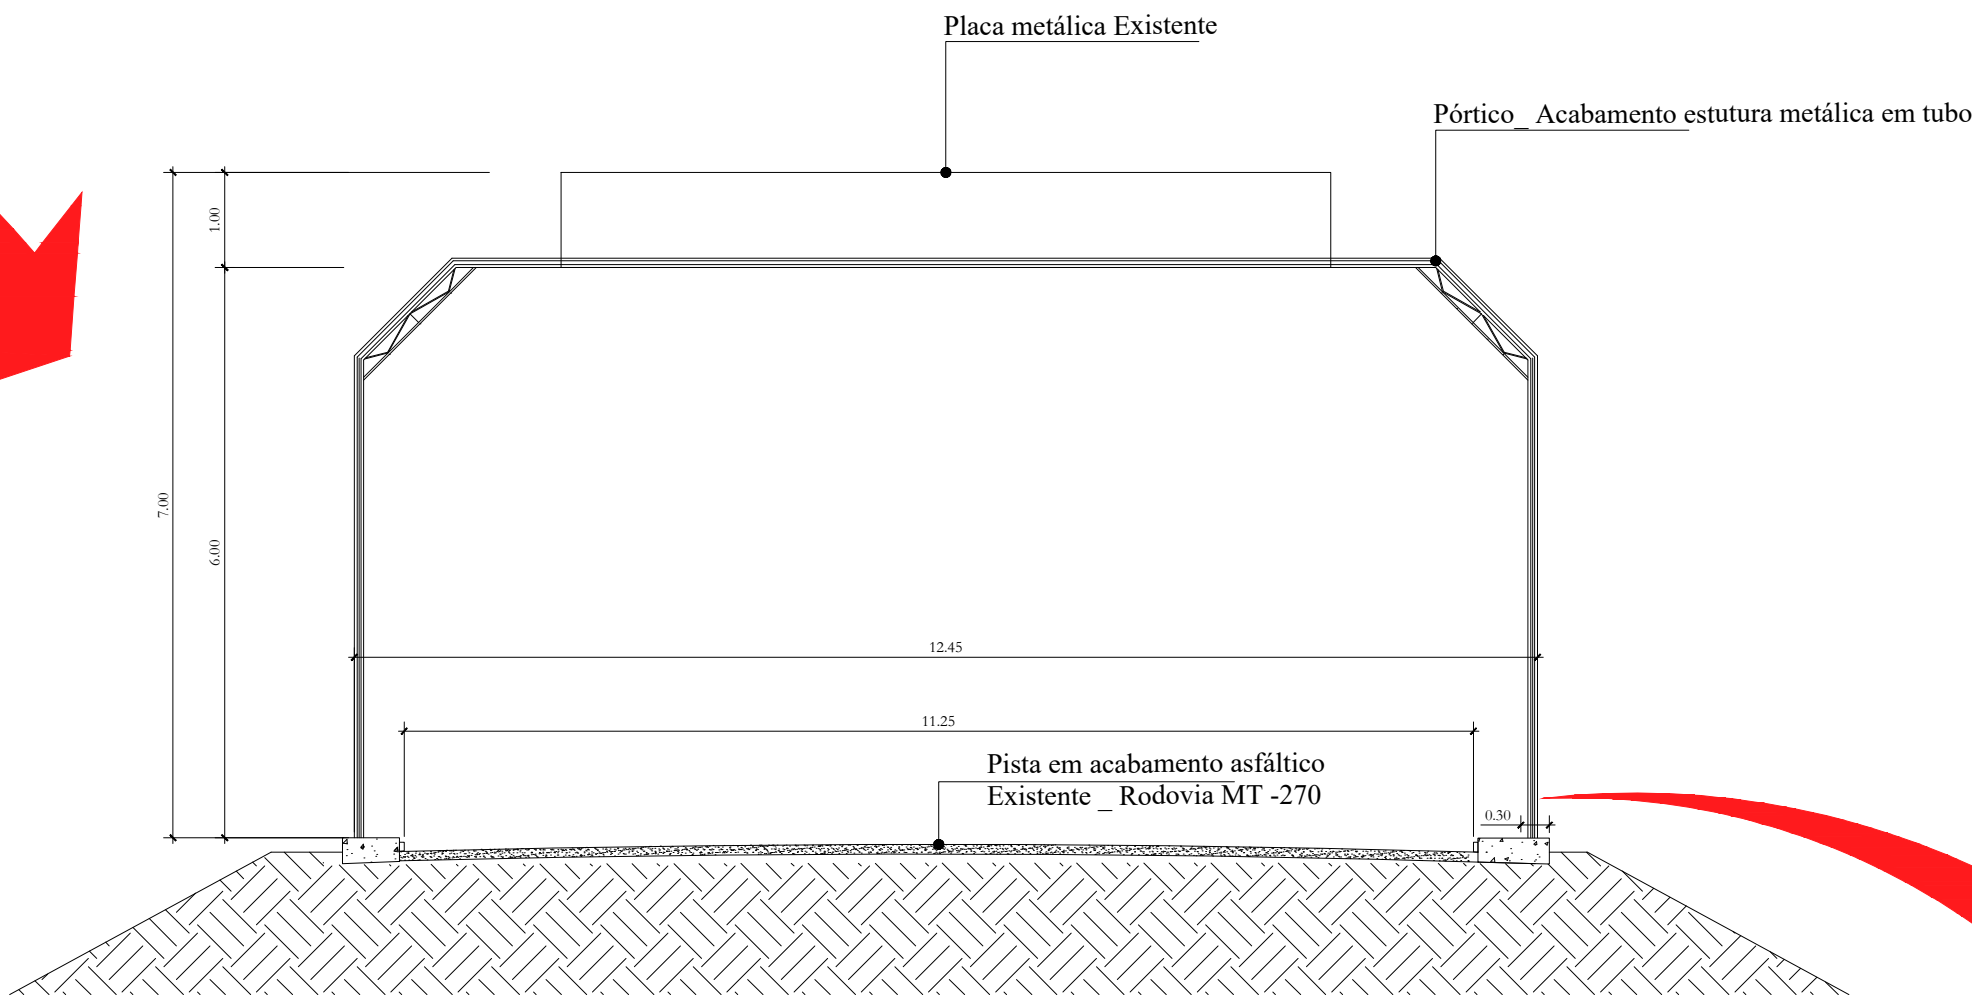 Placa metálica Existente
Pórtico_ Acabamento estutura metálica em tubo
1.00
7.00
6.00
12.45
11.25
Pista em acabamento asfáltico
Existente _ Rodovia MT -270
0.30